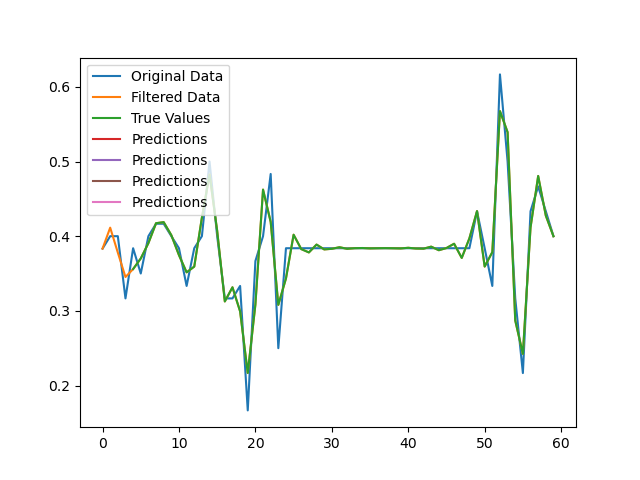 Original Data
Filtered Data
True Values
Predictions
Predictions
Predictions
Predictions
0.6
0.5
0.4
0.3
0.2
0 10 20 30 40 50 60